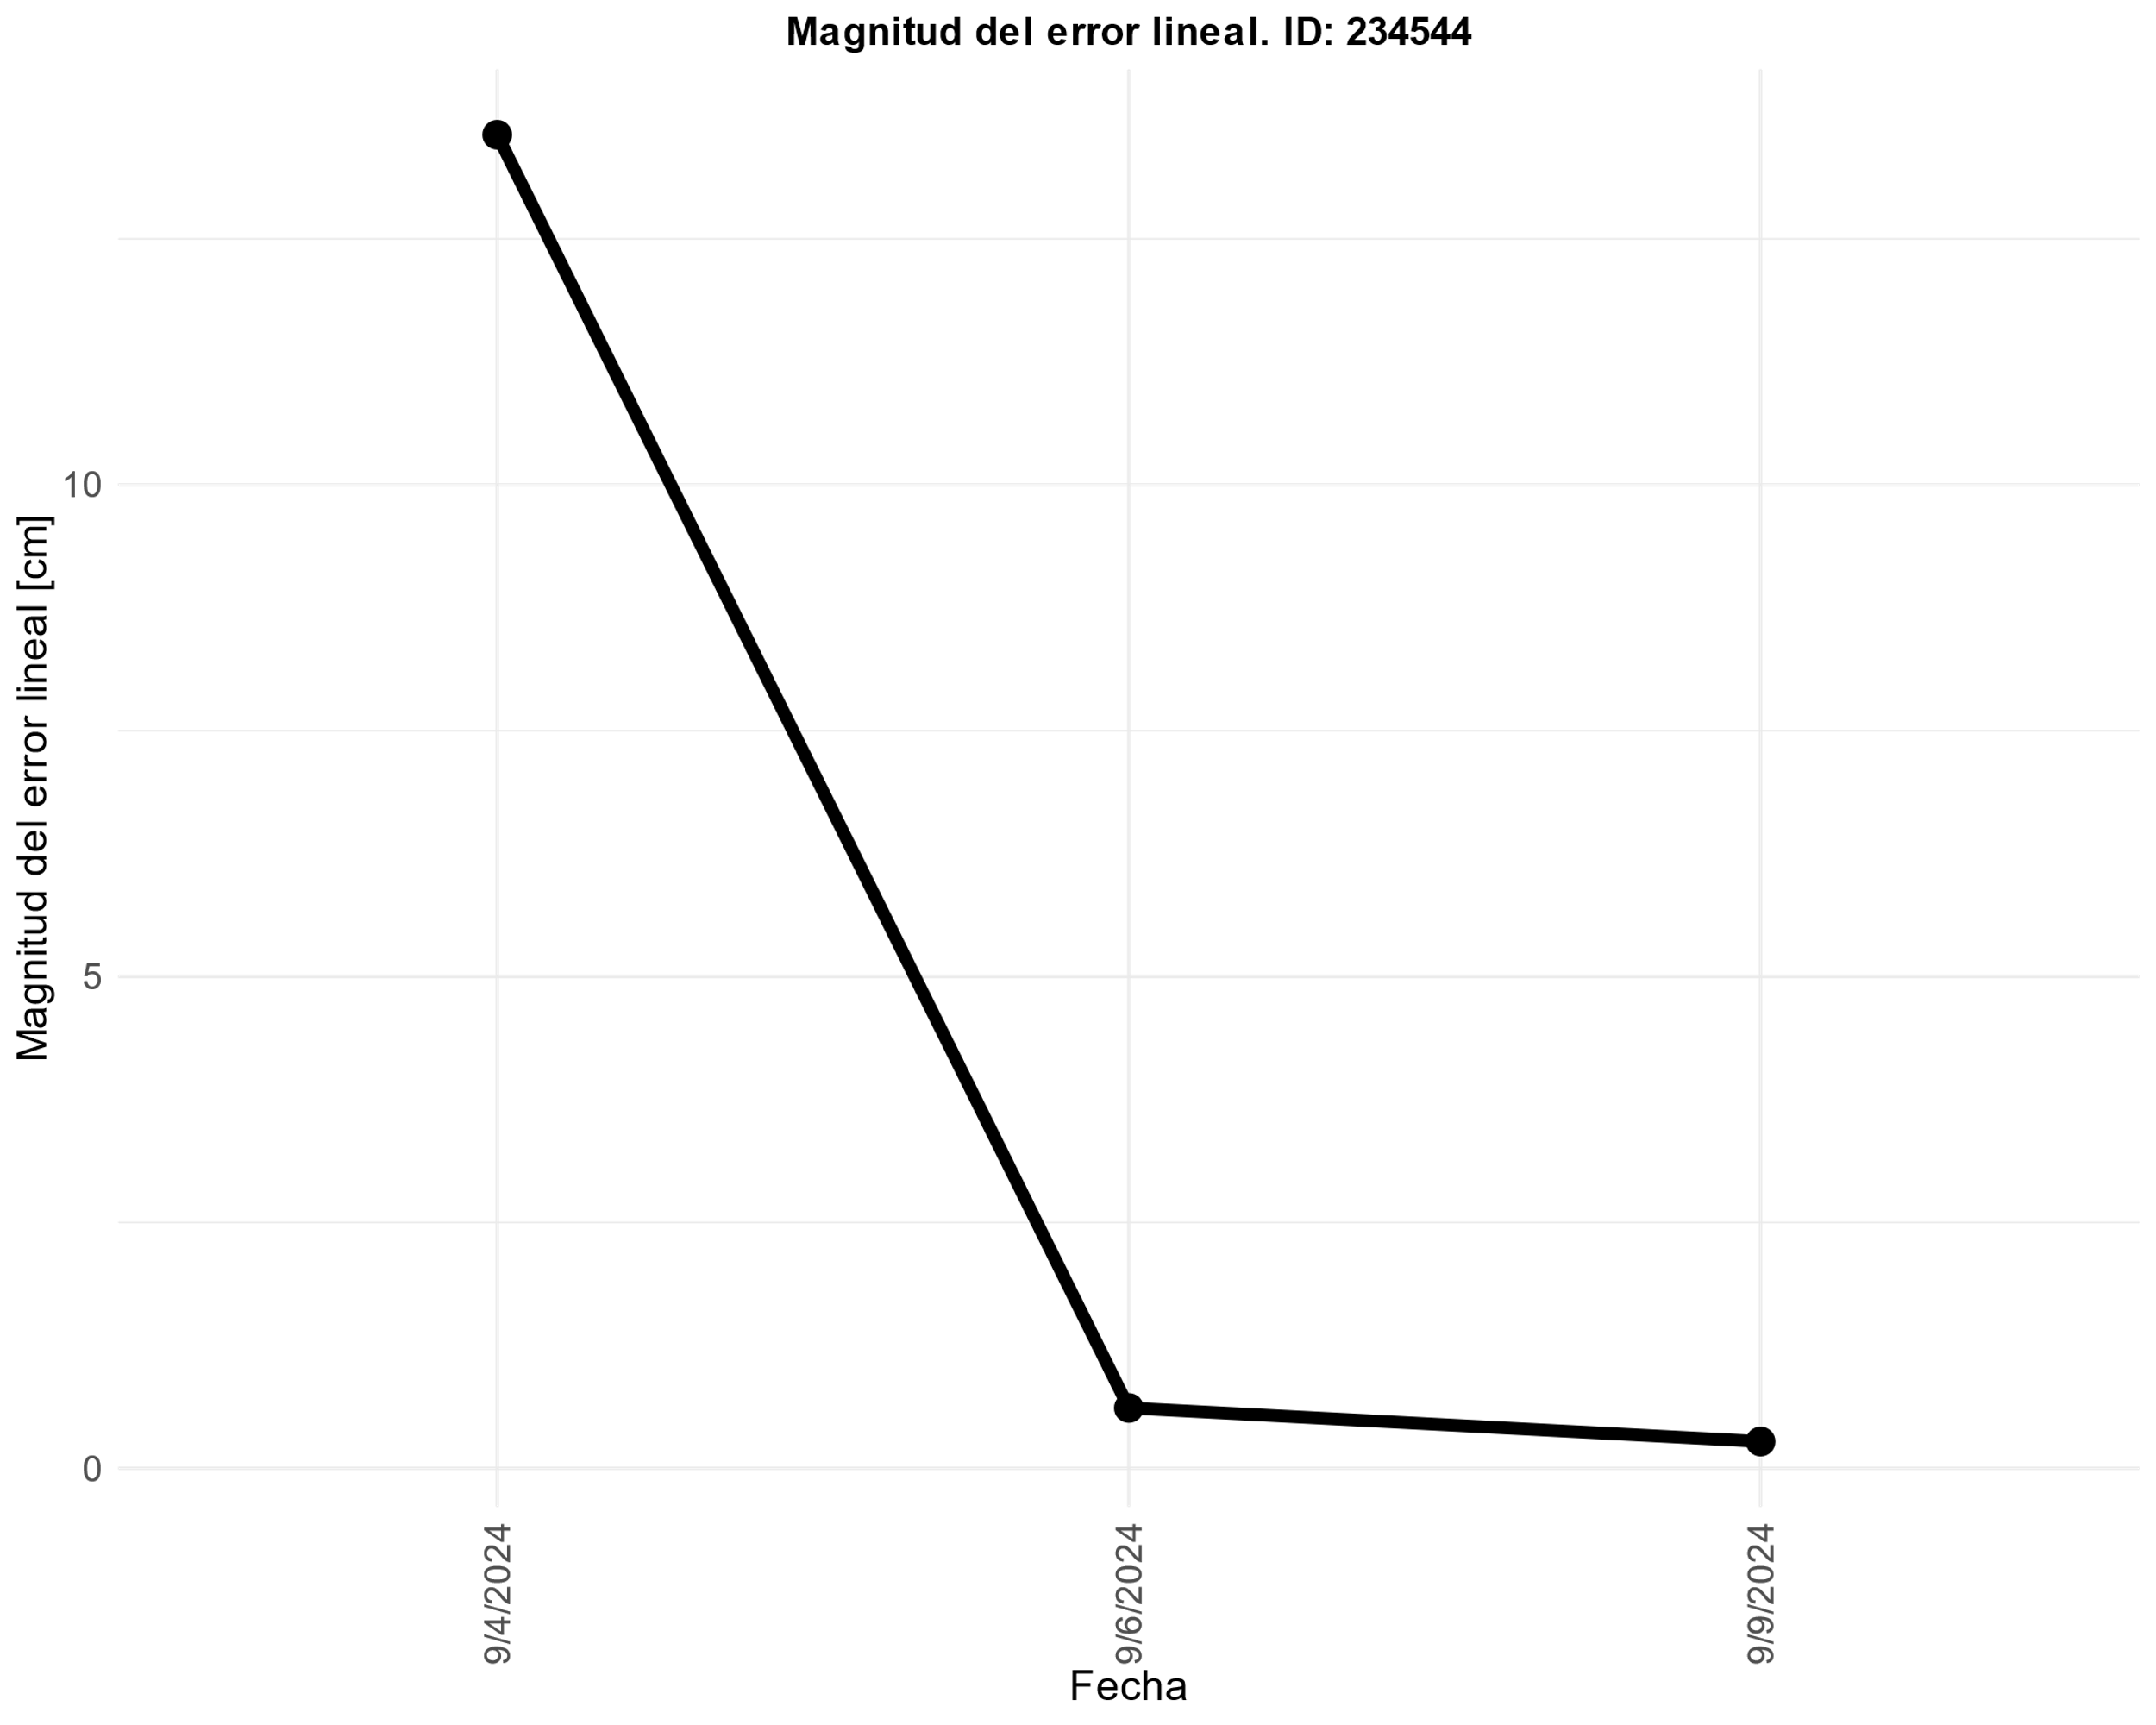 Magnitud del error lineal. ID: 234544
Magnitud del error lineal [cm]
10
5
0
9/4/2024
9/6/2024
9/9/2024
Fecha